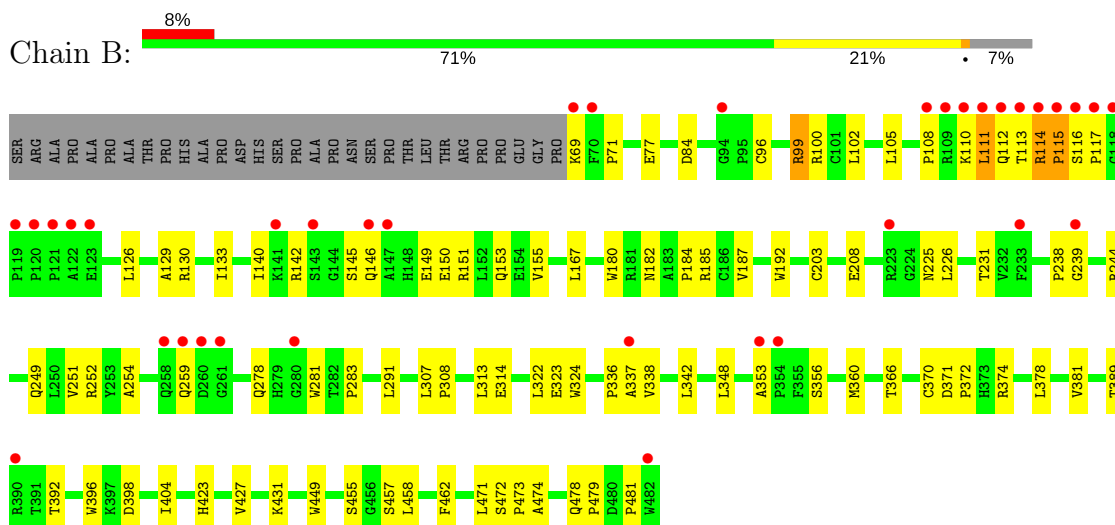 8%
Chain B:
71% 21% • 7%
SER ARG ALA PRO ALA PRO ALA THR PRO HIS ALA PRO ASP HIS SER PRO ALA PRO ASN SER PRO THR LEU THR ARG PRO PRO GLU GLY PRO K69 F70 P71 E77 D84 G94 P95 C96 R99 R100 C101 L102 L105 P108 R109 K110 L111 Q112 T113 R114 P115 S116 P117 G118
P119 P120 P121 A122 E123 L126 A129 R130 I133 I140 K141 R142 S143 G144 S145 Q146 A147 H148 E149 E150 R151 L152 Q153 E154 V155 L167 W180 R181 N182 A183 P184 R185 C186 V187 W192 C203 E208 R223 G224 N225 L226 T231 V232 F233 P238 G239
Q249 L250 V251 R252 Y253 A254 Q258 Q259 D260 G261 Q278 H279 G280 W281 T282 P283 L291 L307 P308 L313 E314 L322 E323 W324 P336 A337 V338 L342 L348 A353 P354 F355 S356 M360 T366 C370 D371 P372 H373 R374 L378 V381 T389
R390 T391 T392 W396 K397 D398 I404 H423 V427 K431 W449 S455 G456 S457 L458 F462 L471 S472 P473 A474 Q478 P479 D480 P481 W482